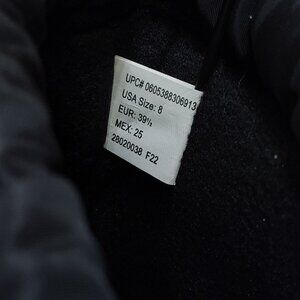 UPC# 0605388306913
USA Size: 8
EUR: 39½
MEX: 25
28020038 F22